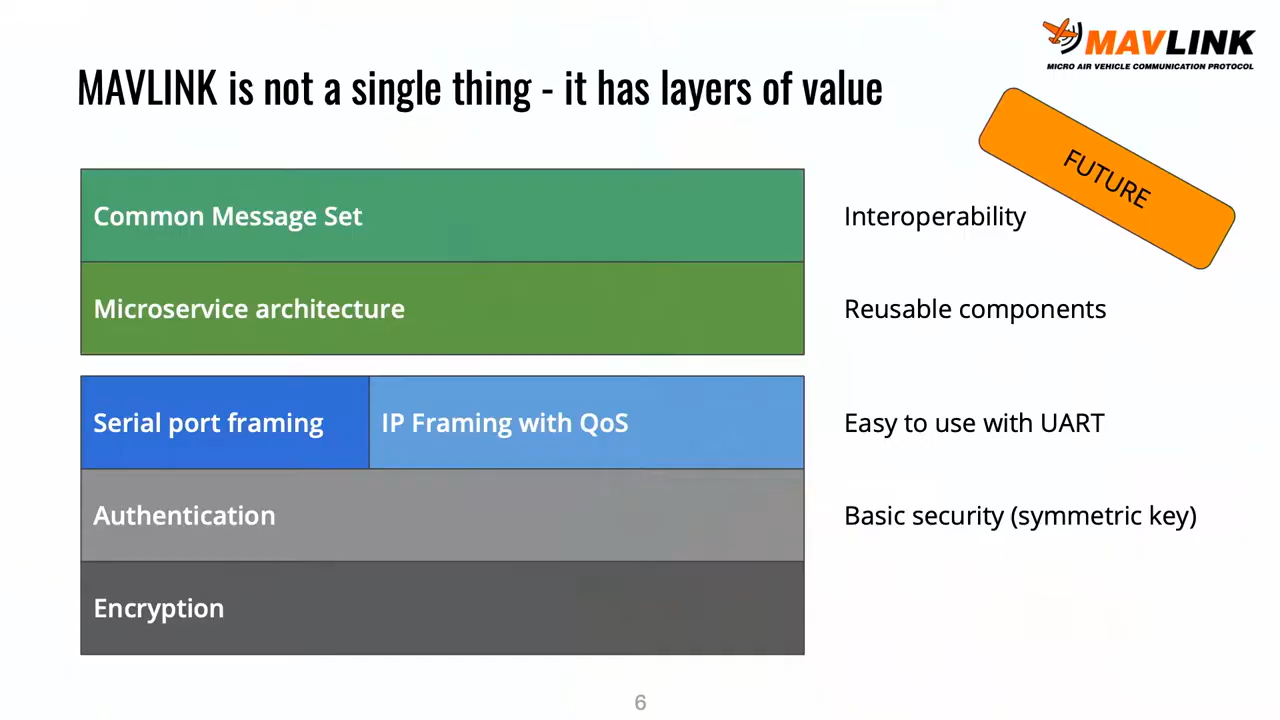 MAVLINK
MICRO AIR VEHICLE COMMUNICATION PROTOCOL
MAVLINK is not a single thing - it has layers of value
FUTURE
Common Message Set
Interoperability
Microservice architecture
Reusable components
Serial port framing
IP Framing with QoS
Easy to use with UART
Authentication
Basic security (symmetric key)
Encryption
6